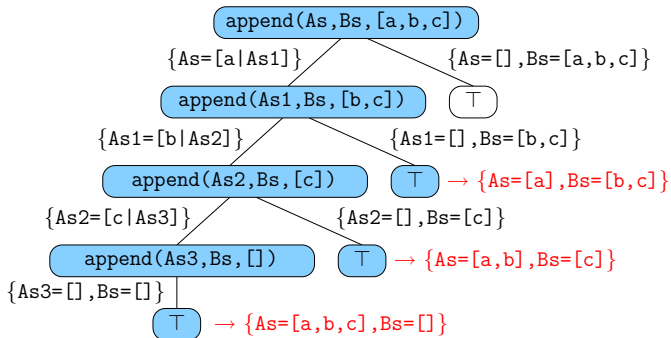 append(As,Bs,[a,b,c])
{As=[a|As1]} {As=[],Bs=[a,b,c]}
append(As1,Bs,[b,c]) ⊤
{As1=[b|As2]} {As1=[],Bs=[b,c]}
append(As2,Bs,[c]) ⊤ → {As=[a],Bs=[b,c]}
{As2=[c|As3]} {As2=[],Bs=[c]}
append(As3,Bs,[]) ⊤ → {As=[a,b],Bs=[c]}
{As3=[],Bs=[]}
⊤ → {As=[a,b,c],Bs=[]}